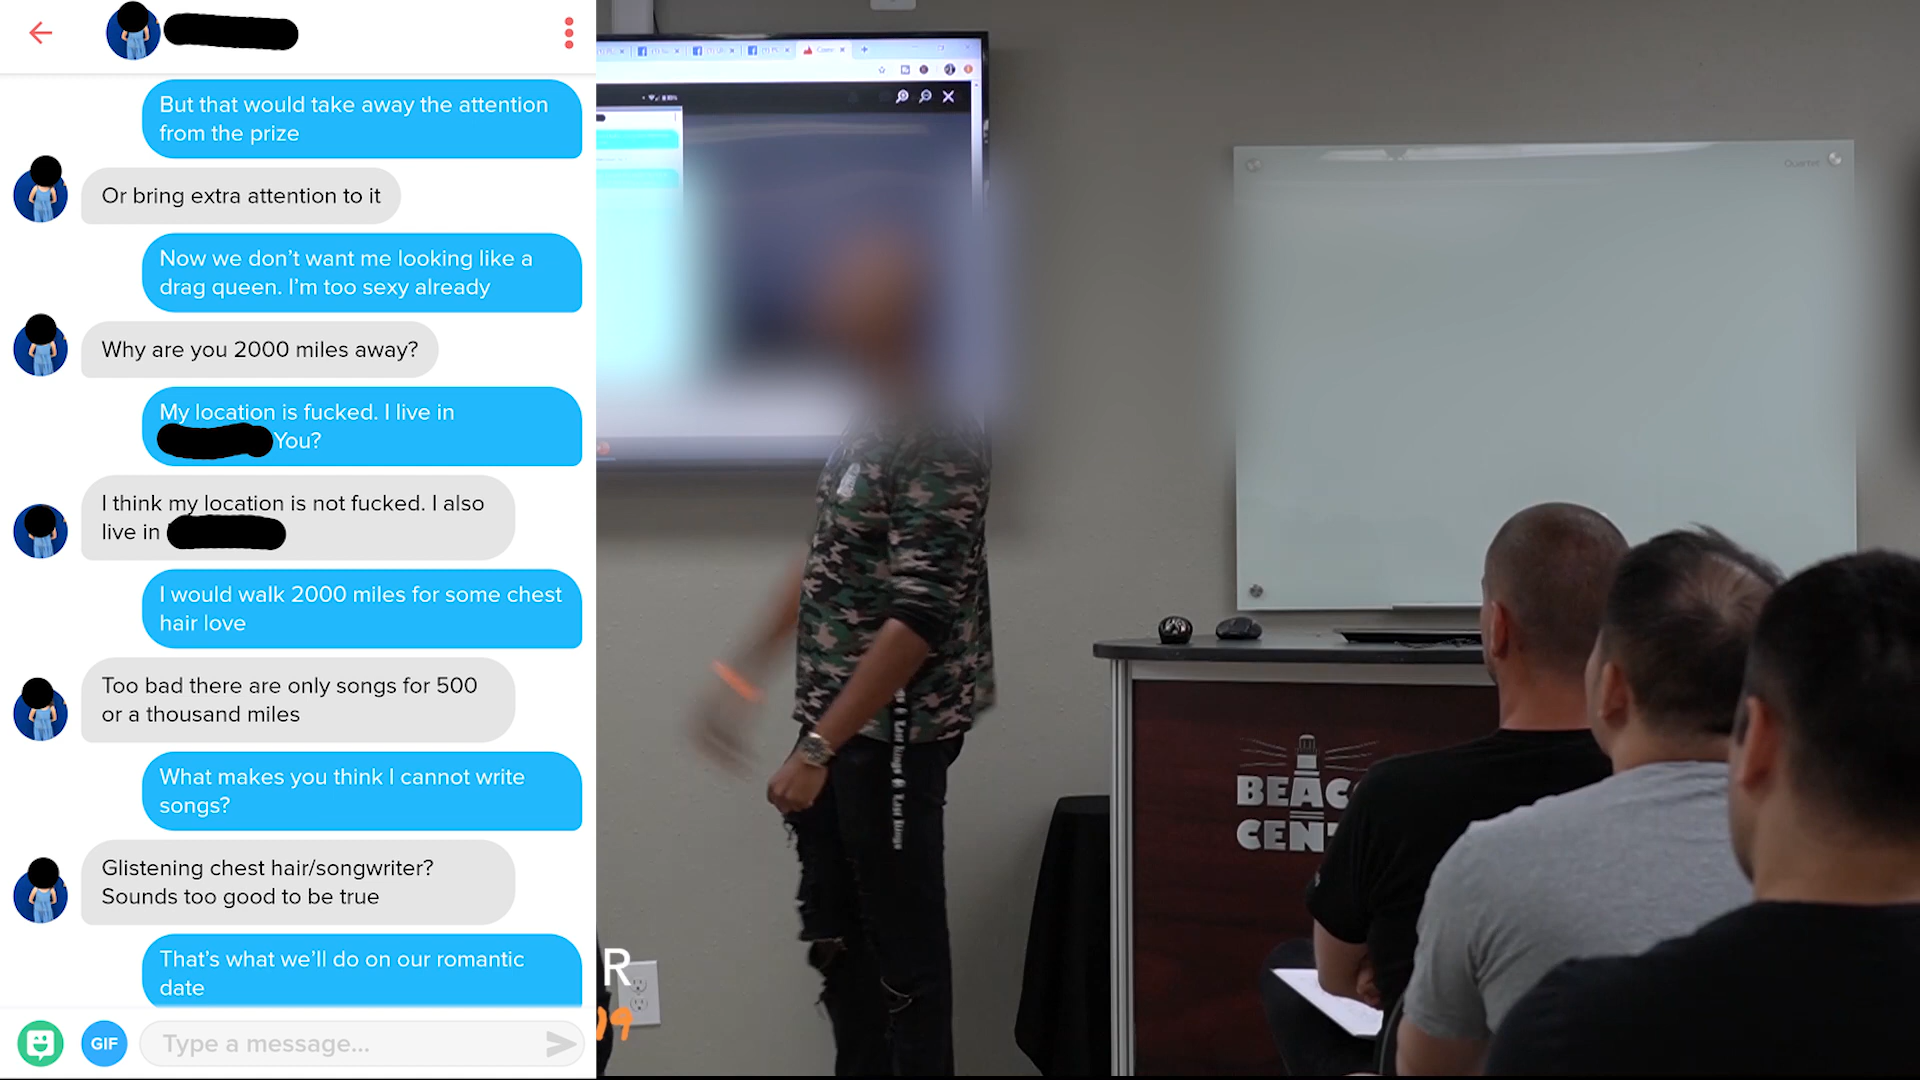 But that would take away the attention
from the prize
Or bring extra attention to it
Now we don’t want me looking like a
drag queen. I’m too sexy already
Why are you 2000 miles away?
My location is fucked. I live in
You?
I think my location is not fucked. I also
live in
I would walk 2000 miles for some chest
hair love
Too bad there are only songs for 500
or a thousand miles
What makes you think I cannot write
songs?
Glistening chest hair/songwriter?
Sounds too good to be true
That’s what we’ll do on our romantic
date
GIF
Type a message...
Quartet
BEAC
CEN
R
19